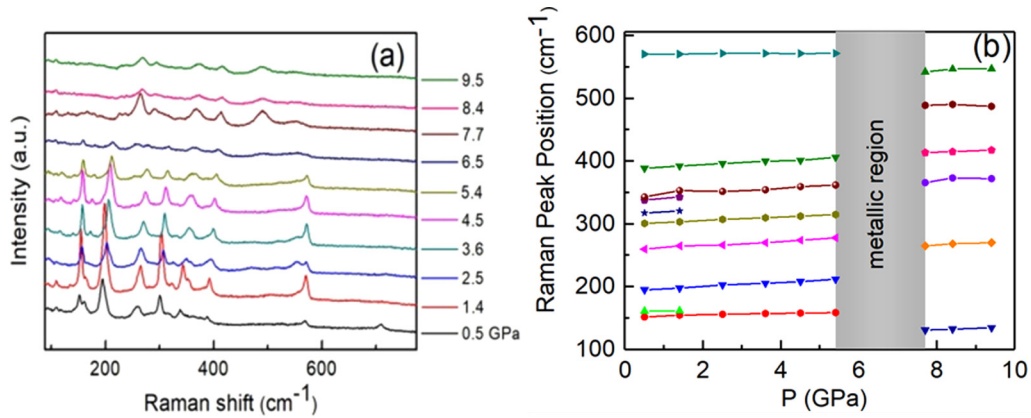 (a)
Intensity (a.u.)
9.5
8.4
7.7
6.5
5.4
4.5
3.6
2.5
1.4
0.5 GPa
200 400 600
Raman shift (cm-1)
(b)
Raman Peak Position (cm-1)
600
500
400
300
200
100
metallic region
0 2 4 6 8 10
P (GPa)